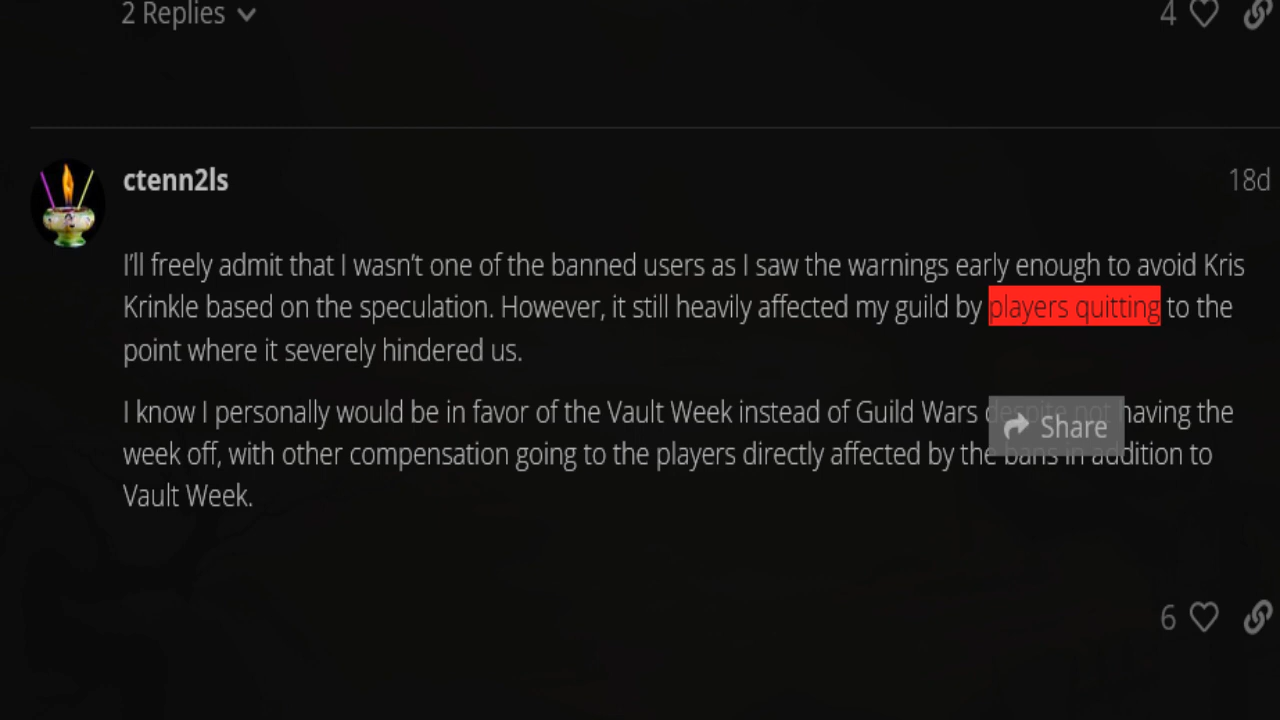 2 Replies
4
ctenn2ls
18d
I'll freely admit that I wasn't one of the banned users as I saw the warnings early enough to avoid Kris
Krinkle based on the speculation. However, it still heavily affected my guild by players quitting to the
point where it severely hindered us.
I know I personally would be in favor of the Vault Week instead of Guild Wars despite not having the
Share
week off, with other compensation going to the players directly affected by the bans in addition to
Vault Week.
6